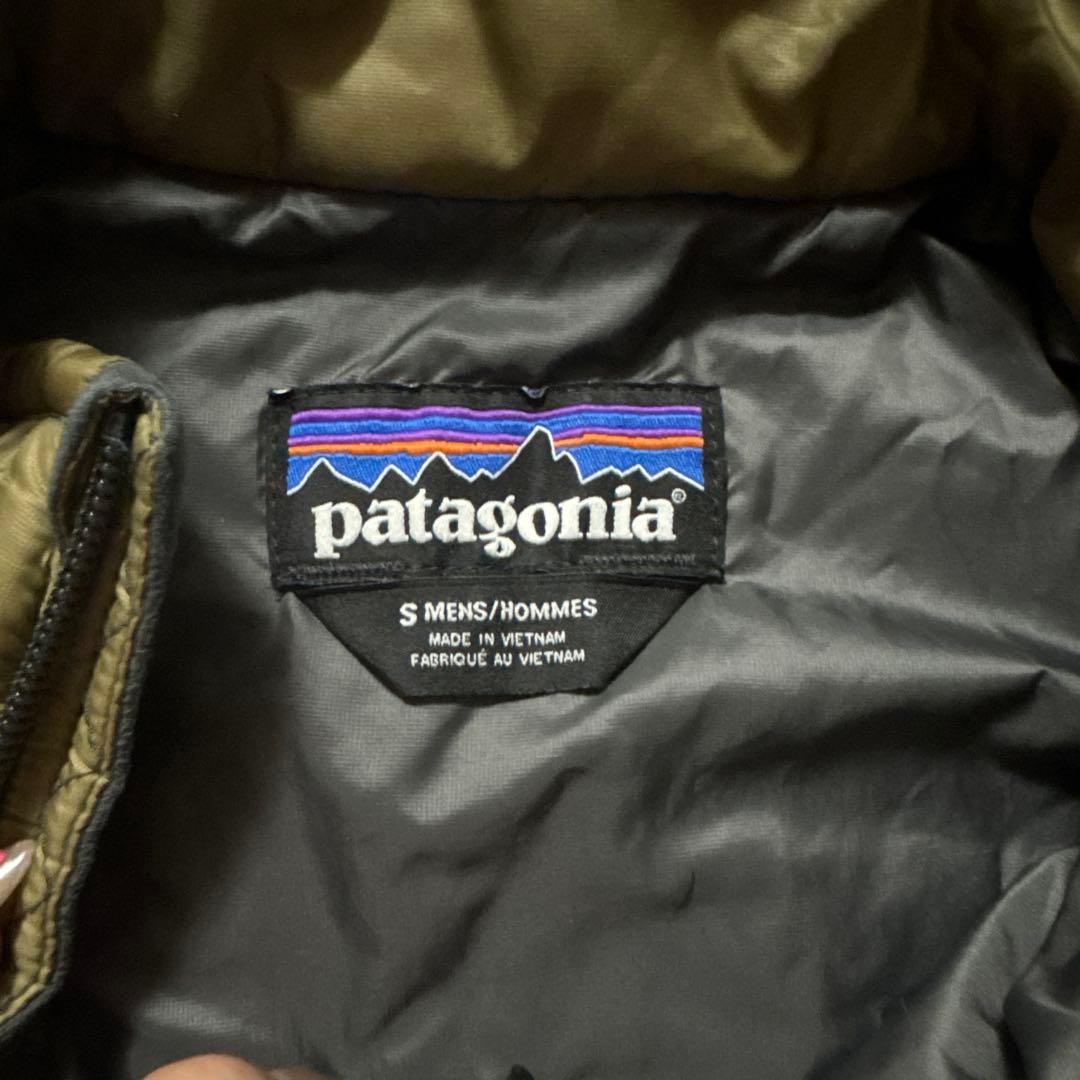 patagonia®
S MENS/HOMMES
MADE IN VIETNAM
FABRIQUÉ AU VIETNAM